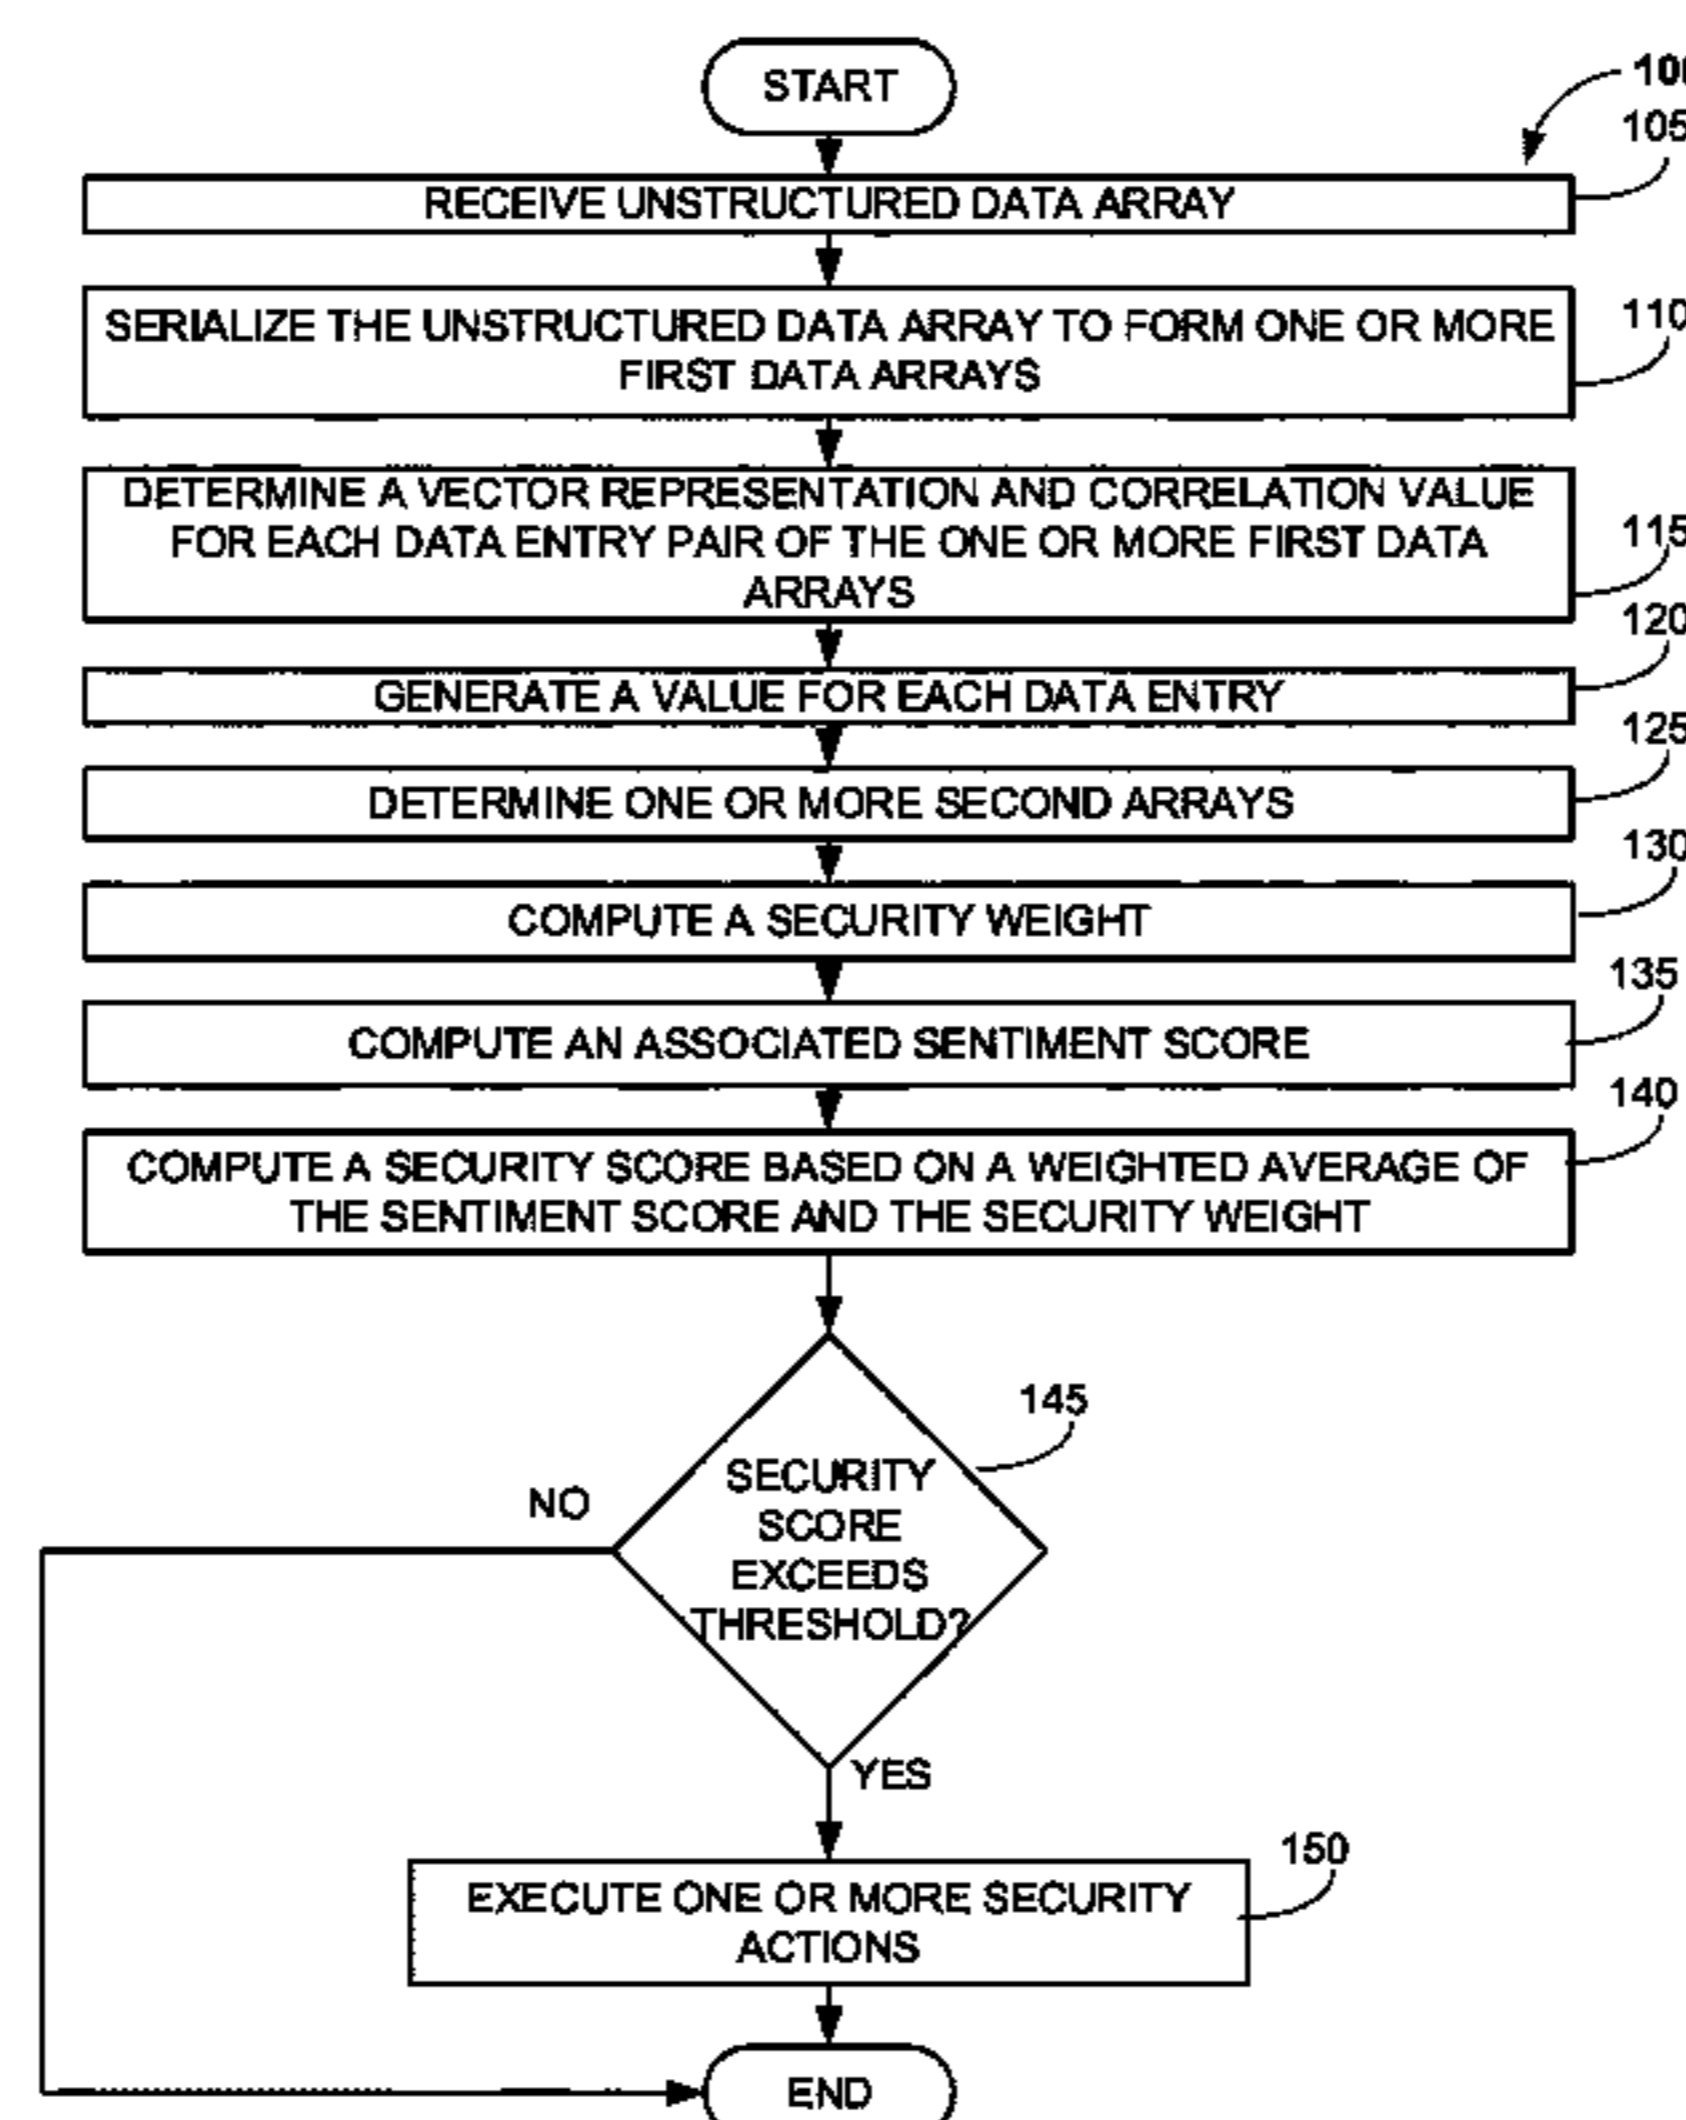 START
100
105
RECEIVE UNSTRUCTURED DATA ARRAY
110
SERIALIZE THE UNSTRUCTURED DATA ARRAY TO FORM ONE OR MORE
FIRST DATA ARRAYS
115
DETERMINE A VECTOR REPRESENTATION AND CORRELATION VALUE
FOR EACH DATA ENTRY PAIR OF THE ONE OR MORE FIRST DATA
ARRAYS
120
GENERATE A VALUE FOR EACH DATA ENTRY
125
DETERMINE ONE OR MORE SECOND ARRAYS
130
COMPUTE A SECURITY WEIGHT
135
COMPUTE AN ASSOCIATED SENTIMENT SCORE
140
COMPUTE A SECURITY SCORE BASED ON A WEIGHTED AVERAGE OF
THE SENTIMENT SCORE AND THE SECURITY WEIGHT
145
SECURITY
SCORE
EXCEEDS
THRESHOLD?
NO
YES
150
EXECUTE ONE OR MORE SECURITY
ACTIONS
END